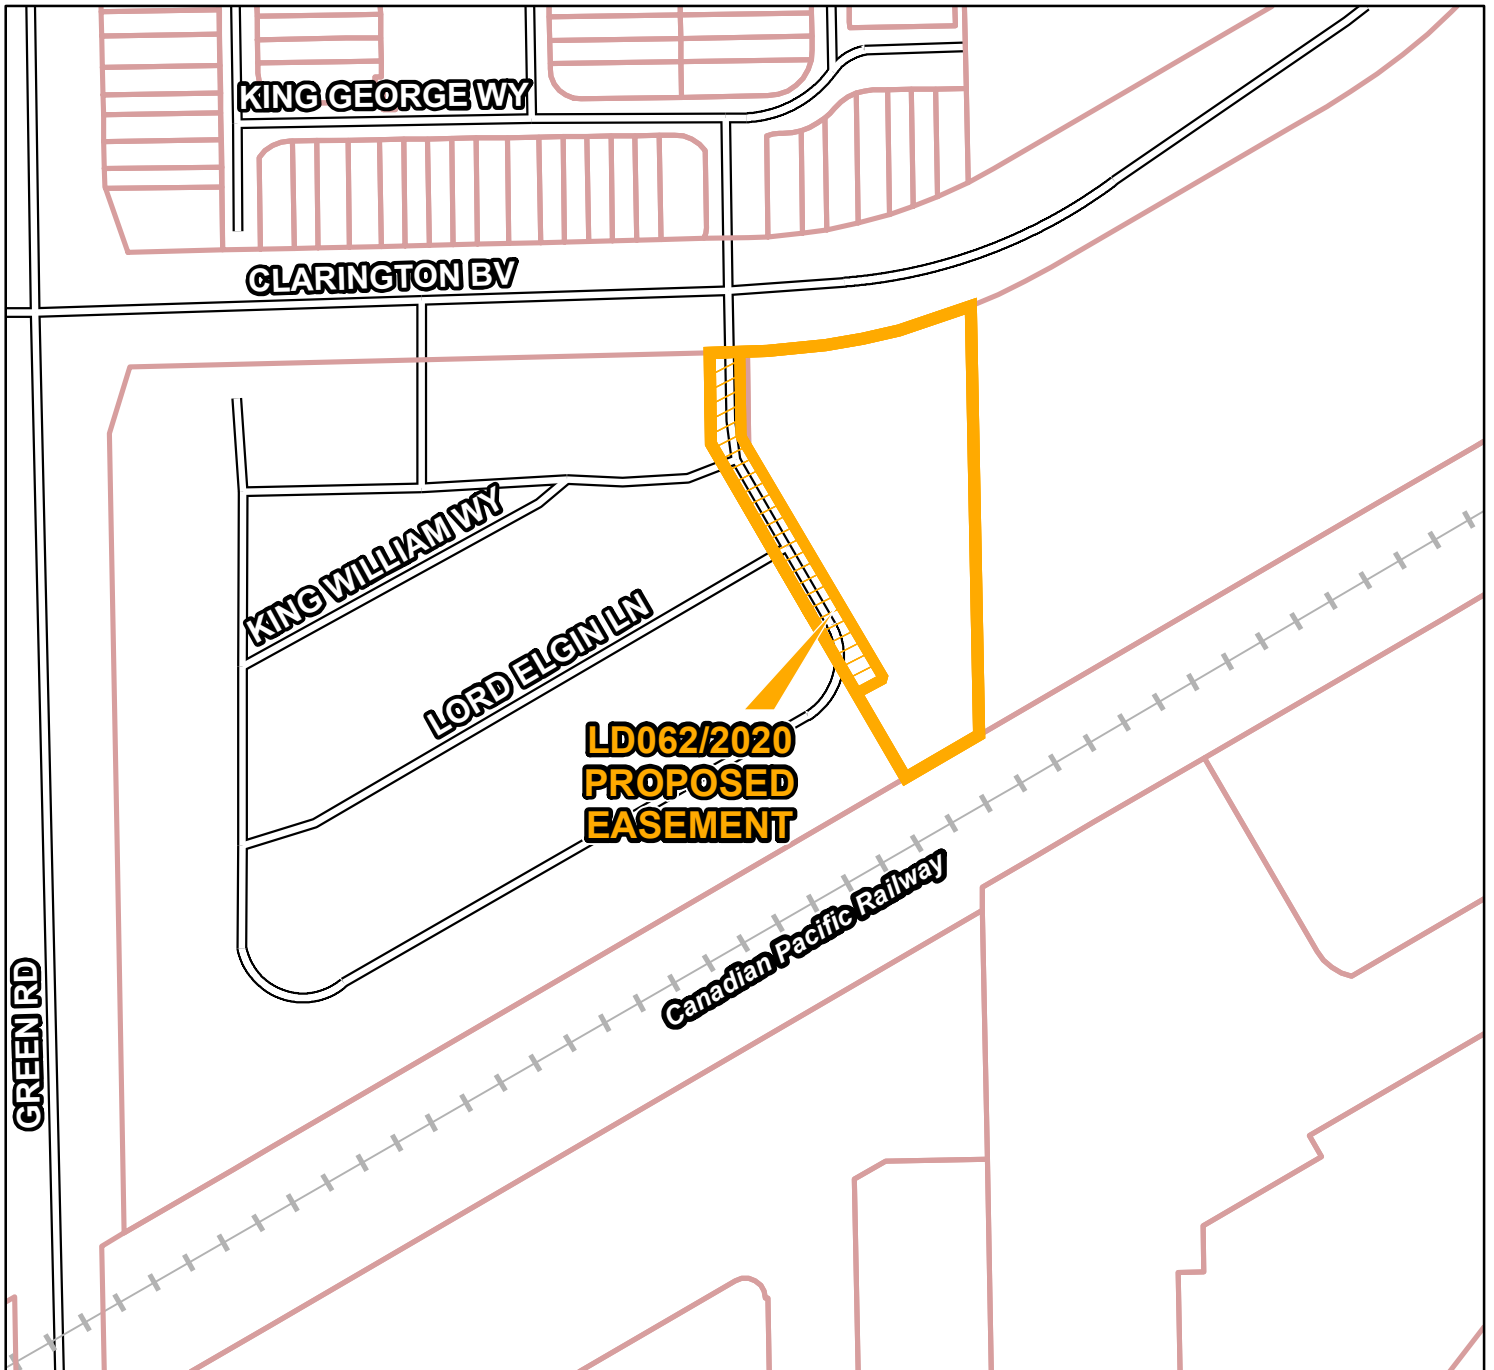 KING GEORGE WY
CLARINGTON BV
KING WILLIAM WY
LORD ELGIN LN
LD062/2020
PROPOSED
EASEMENT
Canadian Pacific Railway
GREEN RD